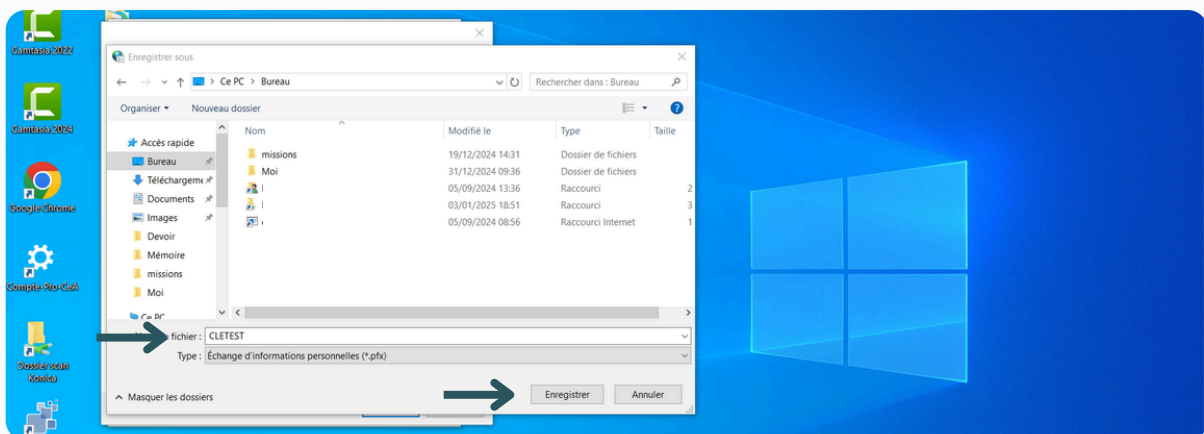 Camtasia 2022
Camtasia 2024
Google Chrome
Compte-Pro-CeA
Dossier scan
Konica
Enregistrer sous
Ce PC > Bureau
Rechercher dans : Bureau
Organiser
Nouveau dossier
Accès rapide
Bureau
Téléchargeme
Documents
Images
Devoir
Mémoire
missions
Moi
Ce PC
Nom Modifié le Type Taille
missions 19/12/2024 14:31 Dossier de fichiers
Moi 31/12/2024 09:36 Dossier de fichiers
05/09/2024 13:36 Raccourci 2
03/01/2025 18:51 Raccourci 3
05/09/2024 08:56 Raccourci Internet 1
fichier : CLETEST
Type : Échange d'informations personnelles (*.pfx)
Masquer les dossiers
Enregistrer
Annuler